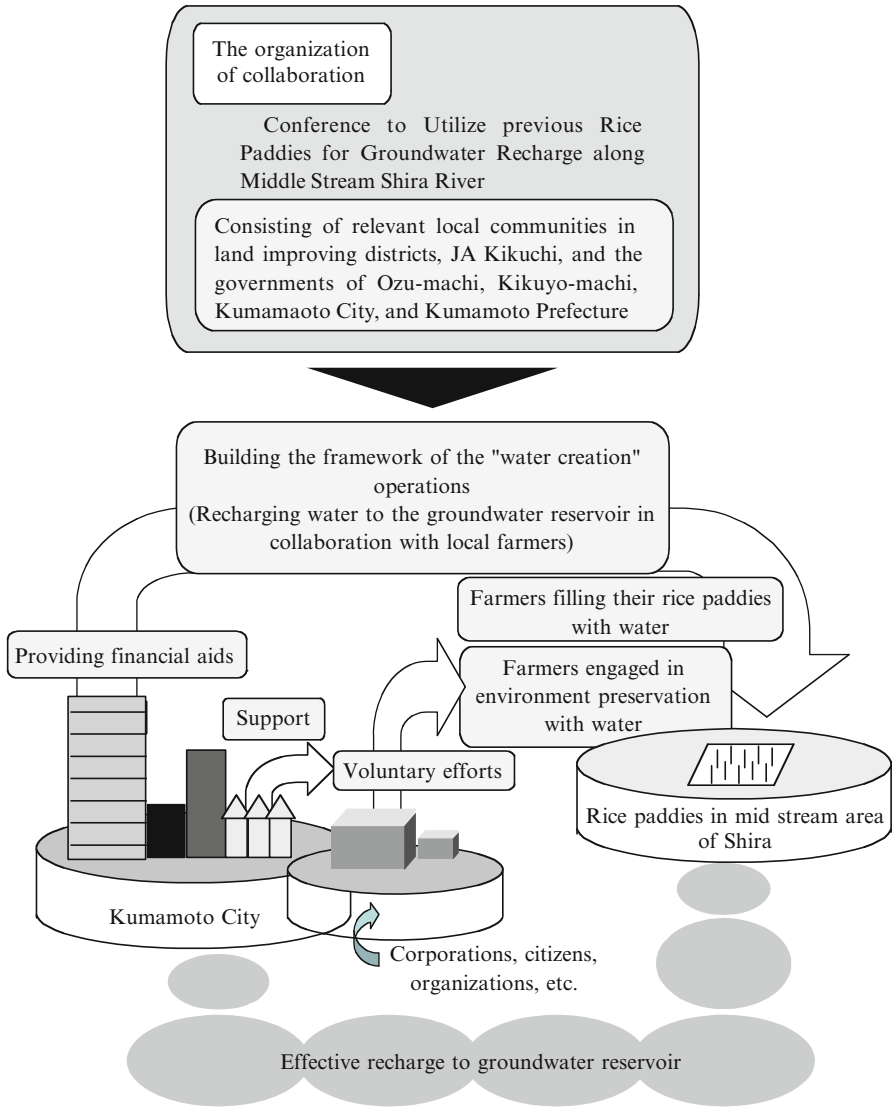 The organization
of collaboration
Conference to Utilize previous Rice
Paddies for Groundwater Recharge along
Middle Stream Shira River
Consisting of relevant local communities in
land improving districts, JA Kikuchi, and the
governments of Ozu-machi, Kikuyo-machi,
Kumamaoto City, and Kumamoto Prefecture
Building the framework of the "water creation"
operations
(Recharging water to the groundwater reservoir in
collaboration with local farmers)
Farmers filling their rice paddies
with water
Providing financial aids
Farmers engaged in
environment preservation
with water
Support
Voluntary efforts
Rice paddies in mid stream area
of Shira
Kumamoto City
Corporations, citizens,
organizations, etc.
Effective recharge to groundwater reservoir